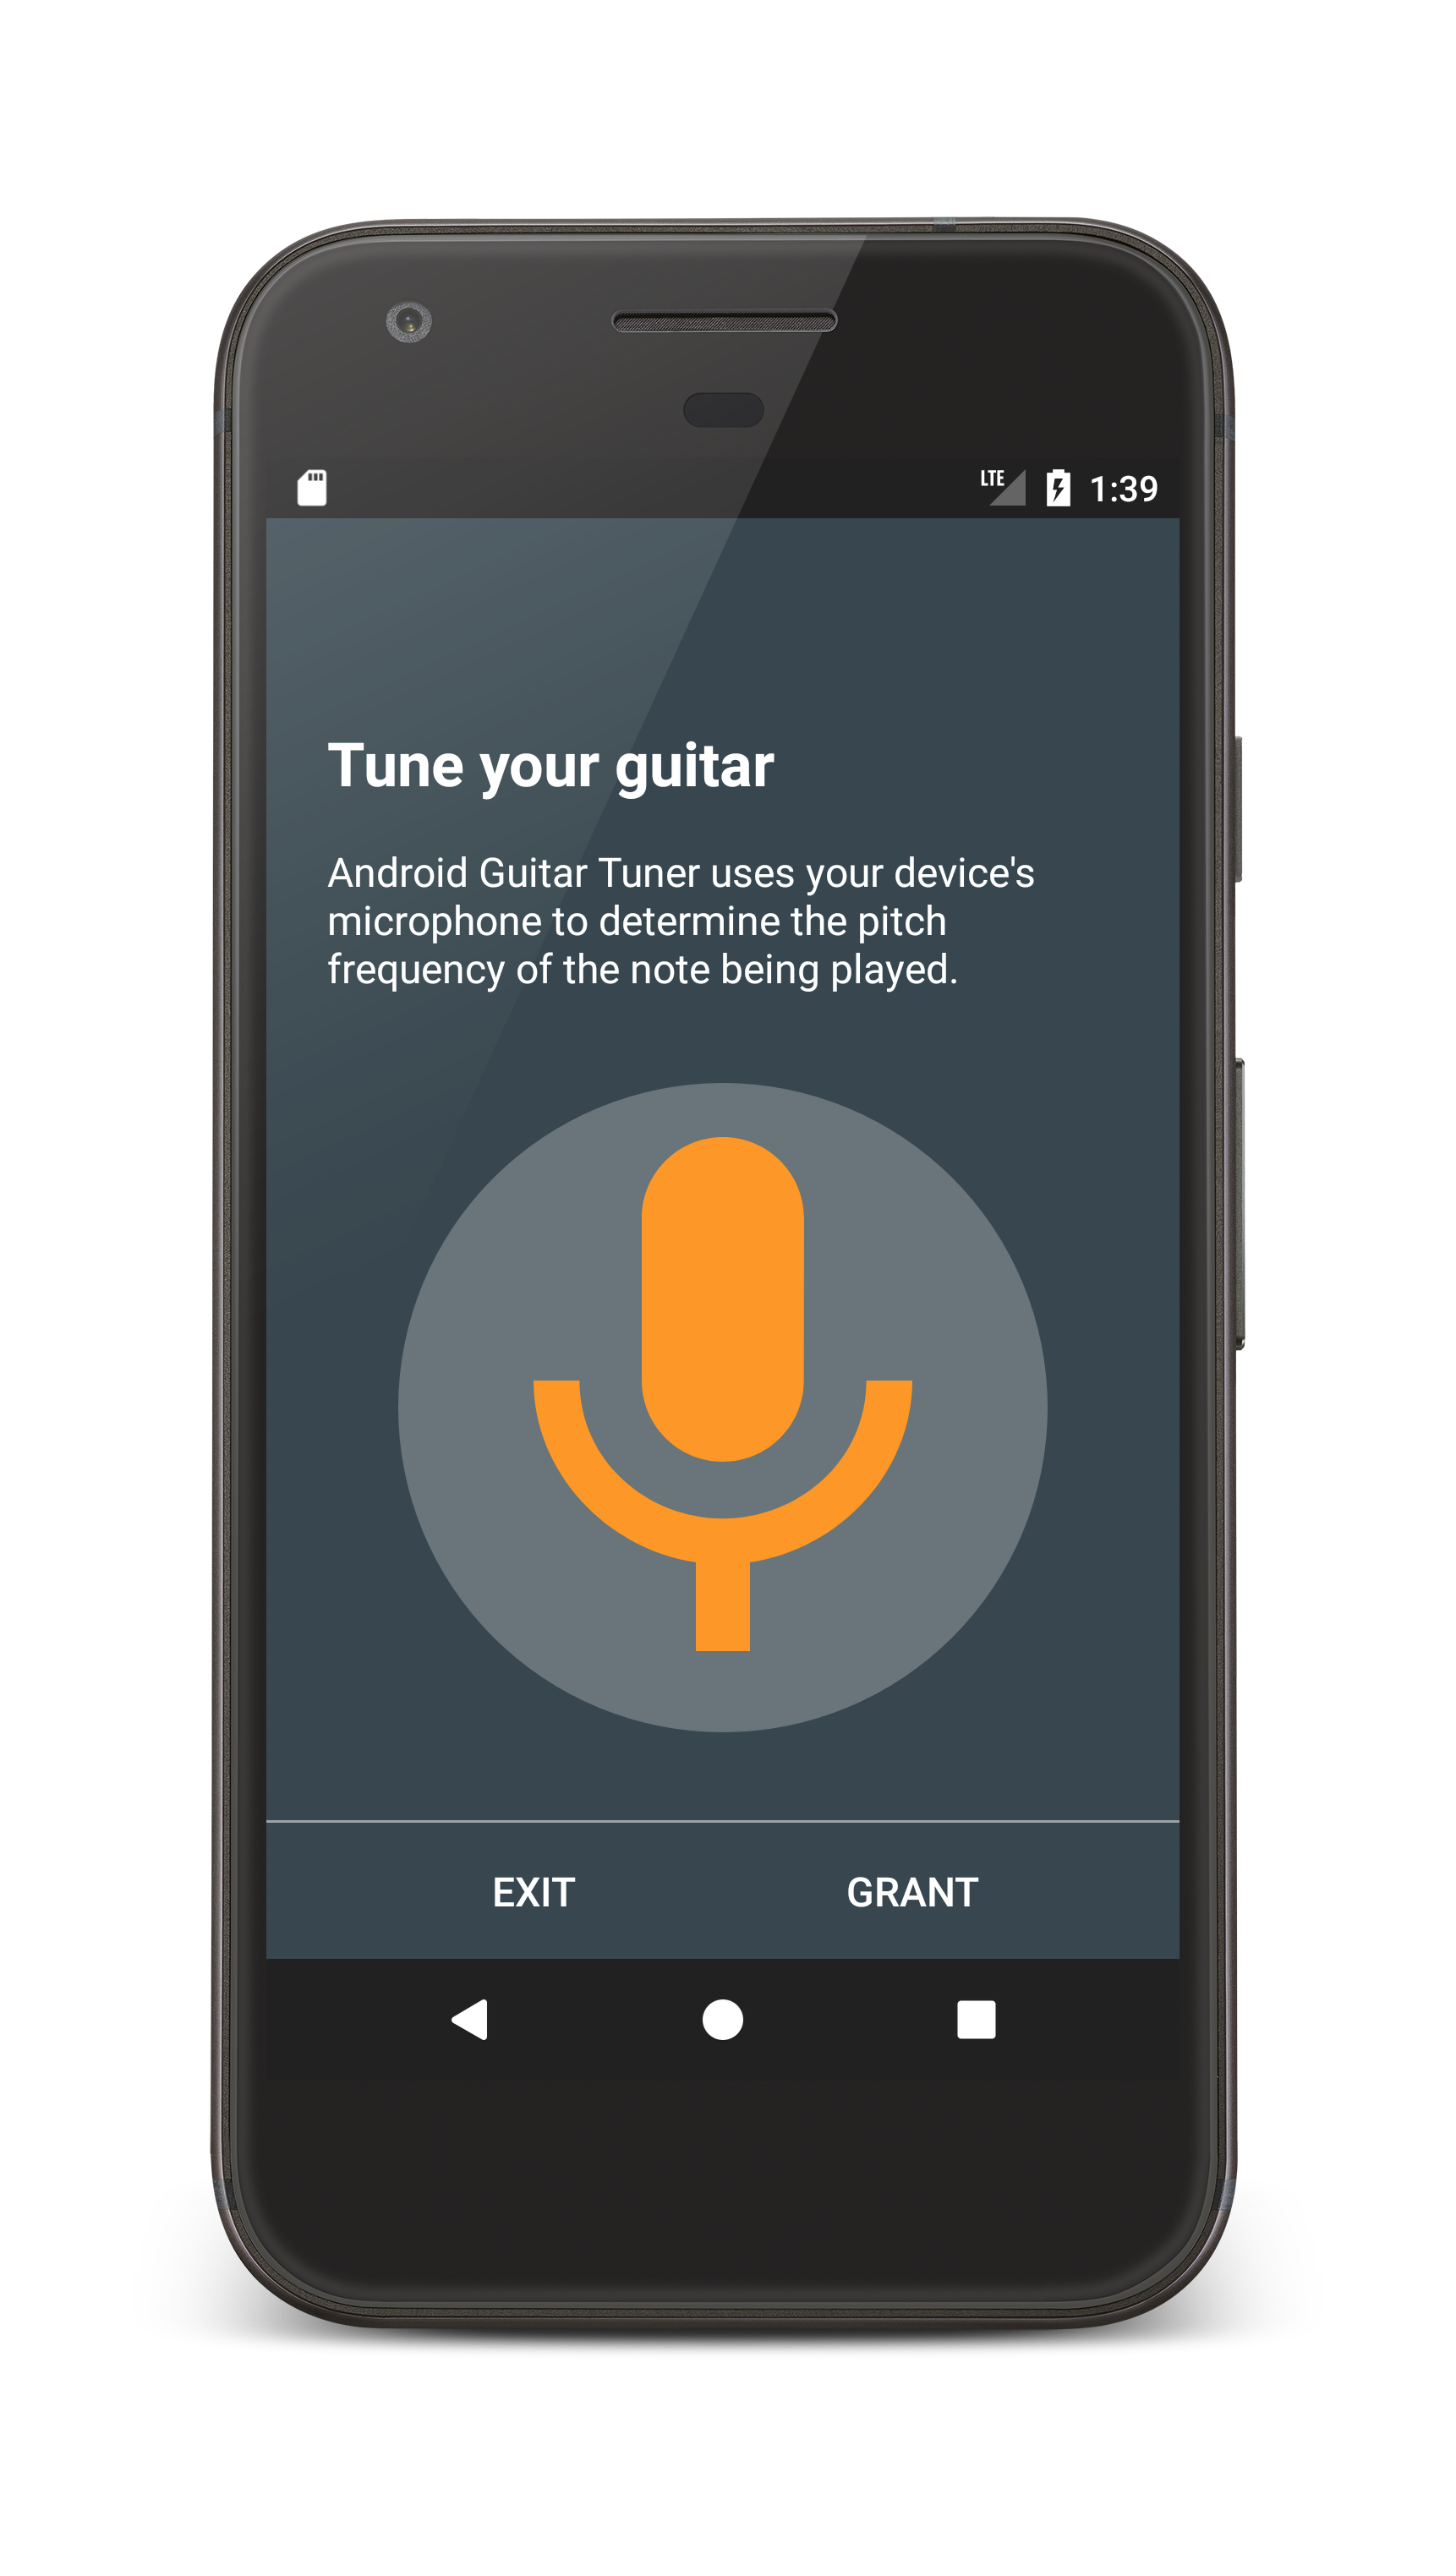 LTE 1:39
Tune your guitar
Android Guitar Tuner uses your device's
microphone to determine the pitch
frequency of the note being played.
EXIT GRANT